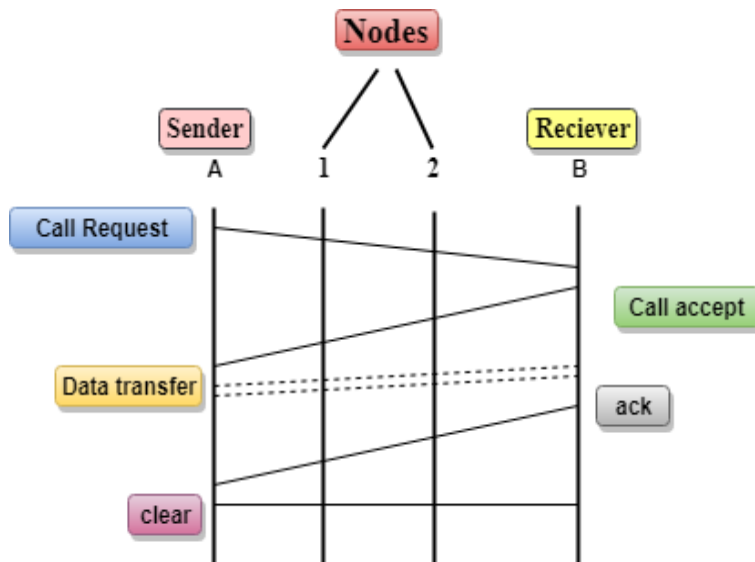 Nodes
Sender
Reciever
A
1
2
B
Call Request
Call accept
Data transfer
ack
clear